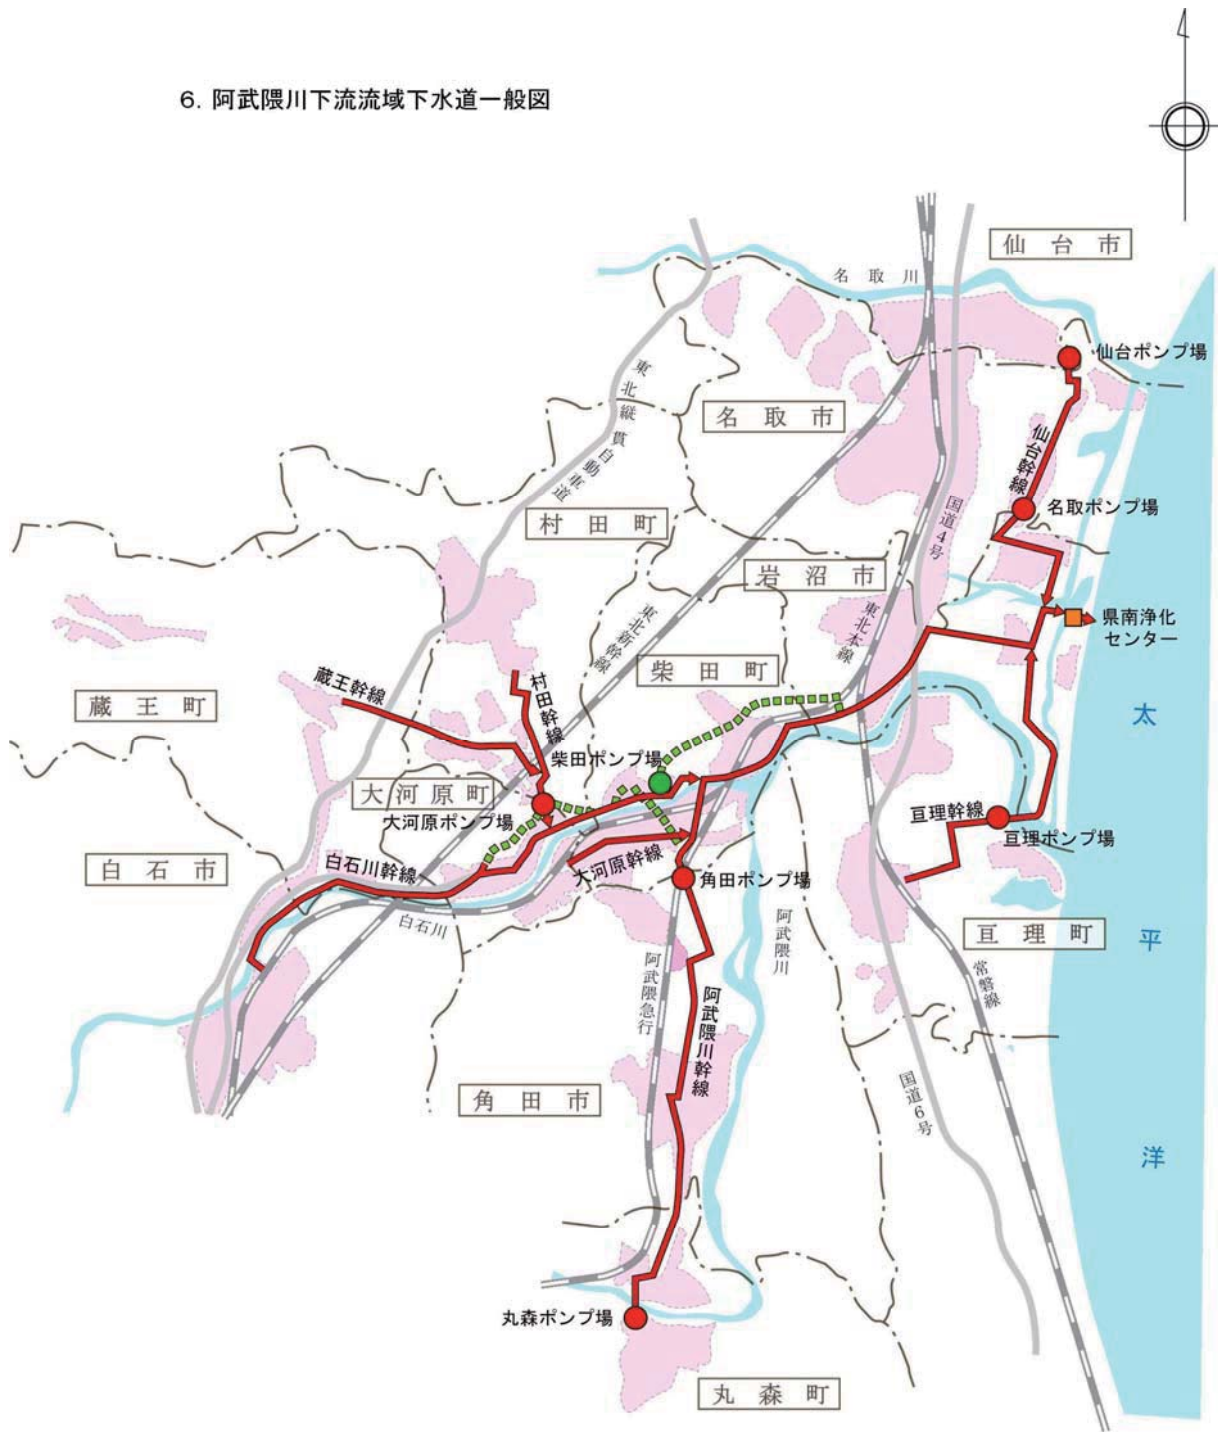 6. 阿武隈川下流流域下水道一般図
仙台市
名取川
仙台ポンプ場
東北縦貫自動車道
名取市
仙台幹線
国道4号
名取ポンプ場
村田町
岩沼市
東北新幹線
東北本線
県南浄化
センター
柴田町
蔵王幹線
村田幹線
蔵王町
太平洋
柴田ポンプ場
大河原町
大河原ポンプ場
亘理幹線
亘理ポンプ場
白石市
白石川幹線
大河原幹線
角田ポンプ場
白石川
阿武隈川
亘理町
阿武隈急行
常磐線
阿武隈川幹線
角田市
国道6号
丸森ポンプ場
丸森町